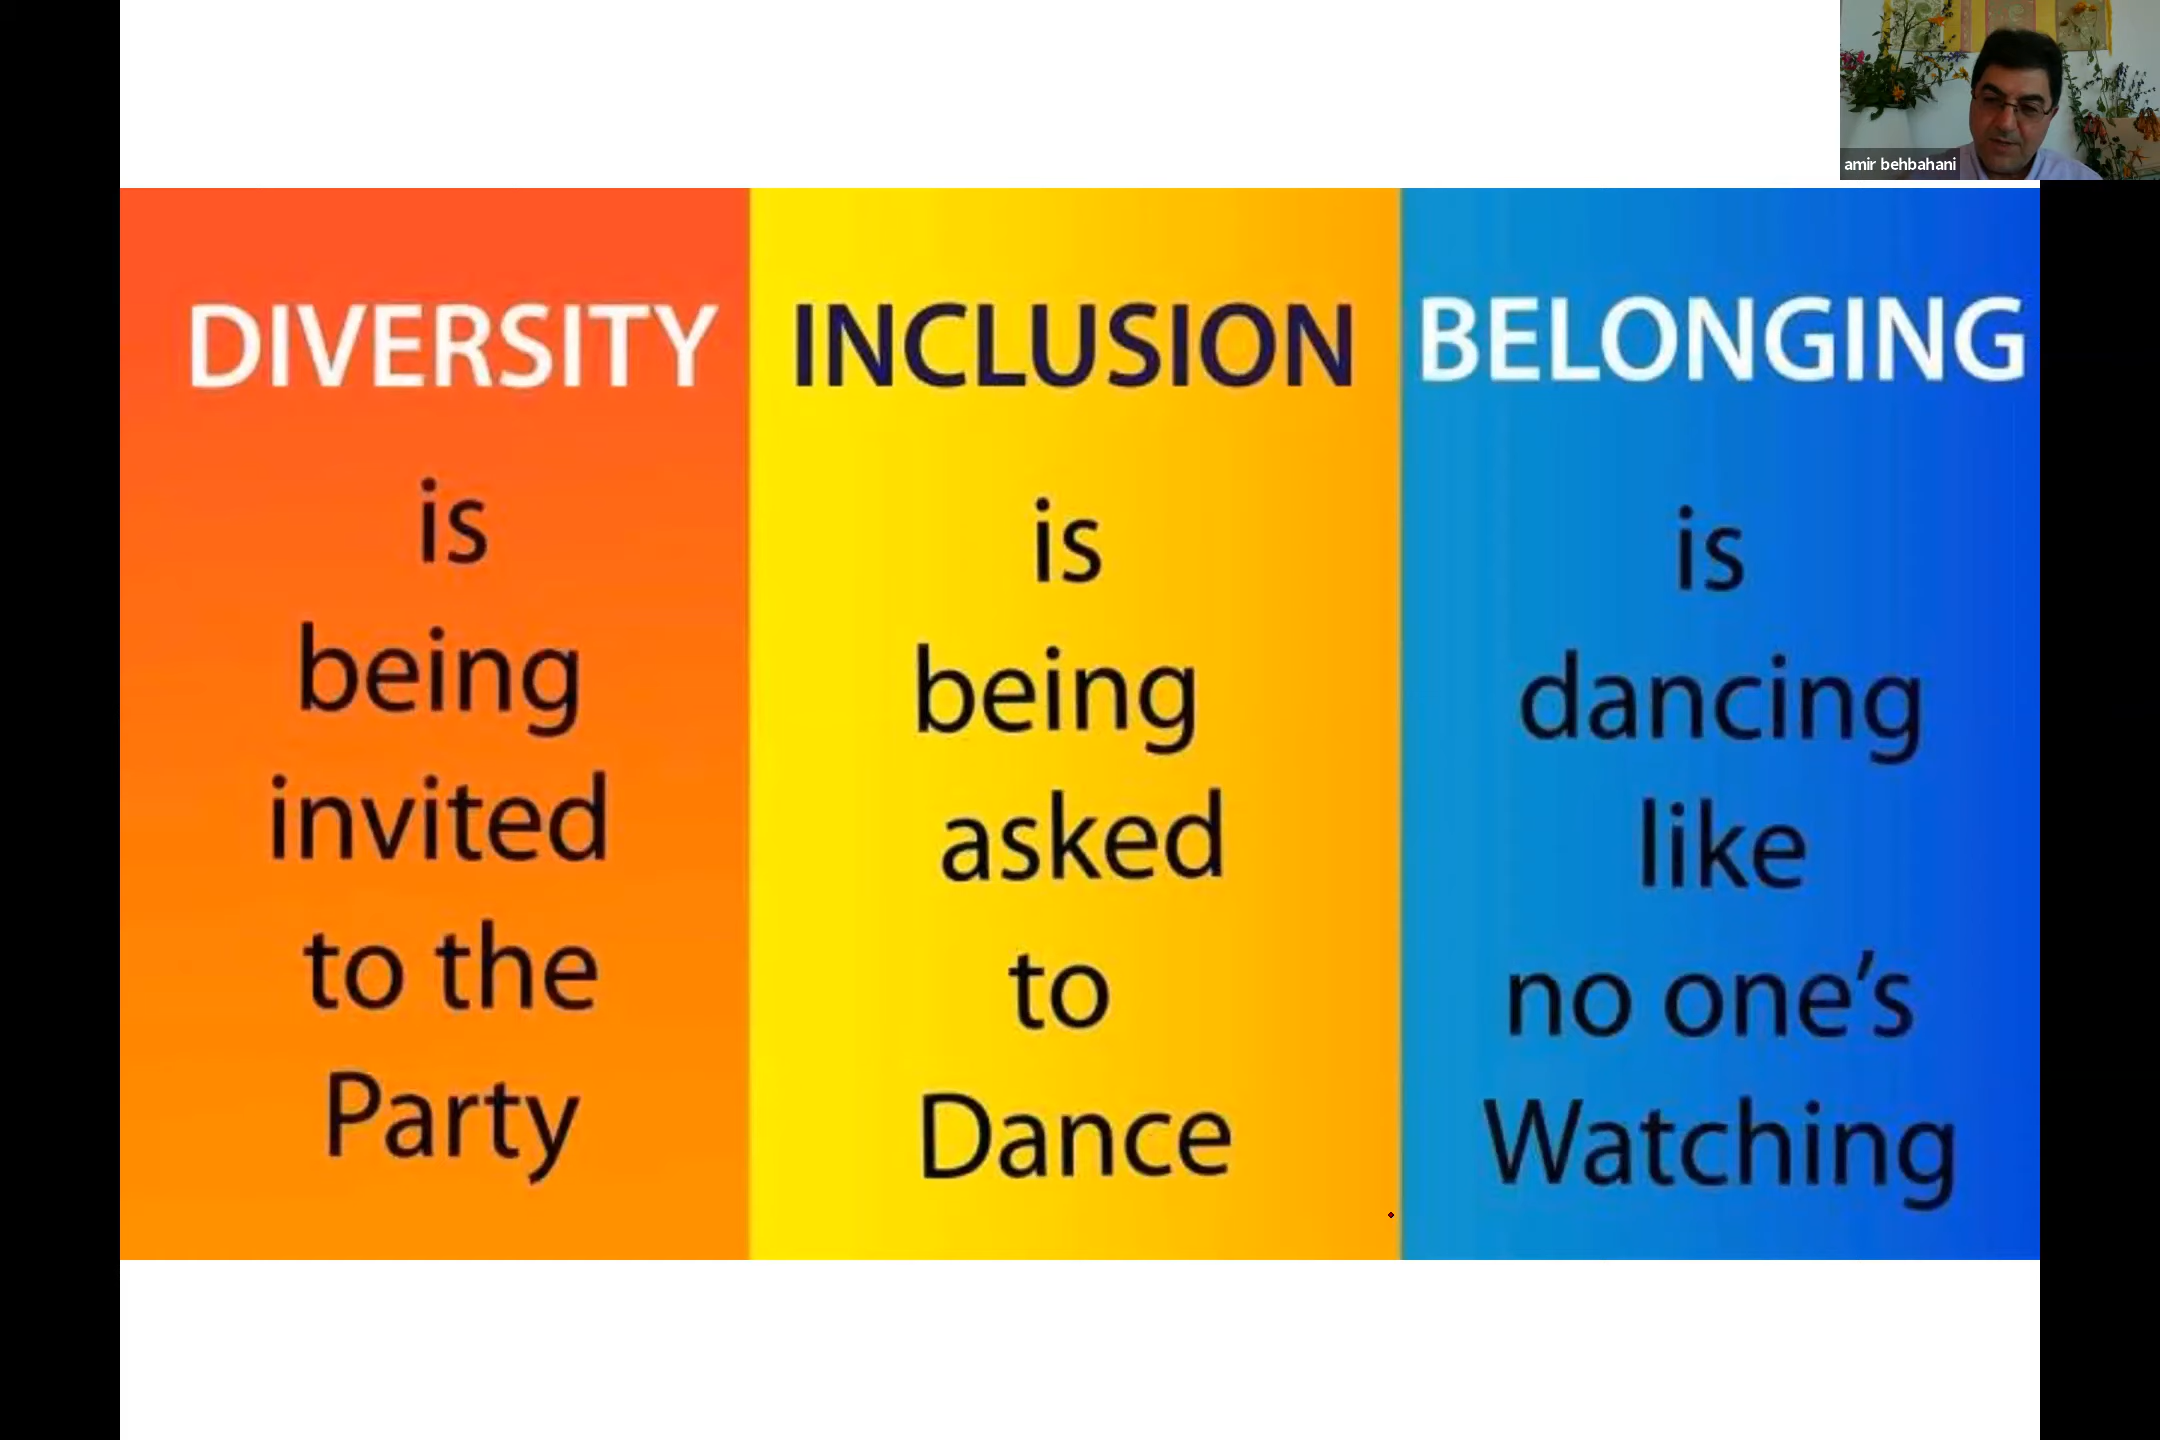 amir behbahani
DIVERSITY
is
being
invited
to the
Party
INCLUSION
is
being
asked
to
Dance
BELONGING
is
dancing
like
no one's
Watching